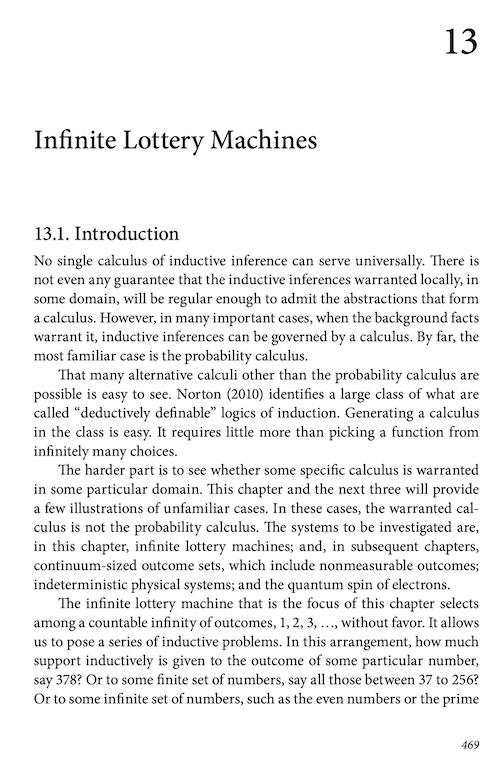 13
Infinite Lottery Machines
13.1. Introduction
No single calculus of inductive inference can serve universally. There is
not even any guarantee that the inductive inferences warranted locally, in
some domain, will be regular enough to admit the abstractions that form
a calculus. However, in many important cases, when the background facts
warrant it, inductive inferences can be governed by a calculus. By far, the
most familiar case is the probability calculus.
That many alternative calculi other than the probability calculus are
possible is easy to see. Norton (2010) identifies a large class of what are
called “deductively definable” logics of induction. Generating a calculus
in the class is easy. It requires little more than picking a function from
infinitely many choices.
The harder part is to see whether some specific calculus is warranted
in some particular domain. This chapter and the next three will provide
a few illustrations of unfamiliar cases. In these cases, the warranted cal-
culus is not the probability calculus. The systems to be investigated are,
in this chapter, infinite lottery machines; and, in subsequent chapters,
continuum-sized outcome sets, which include nonmeasurable outcomes;
indeterministic physical systems; and the quantum spin of electrons.
The infinite lottery machine that is the focus of this chapter selects
among a countable infinity of outcomes, 1, 2, 3, …, without favor. It allows
us to pose a series of inductive problems. In this arrangement, how much
support inductively is given to the outcome of some particular number,
say 378? Or to some finite set of numbers, say all those between 37 to 256?
Or to some infinite set of numbers, such as the even numbers or the prime
469